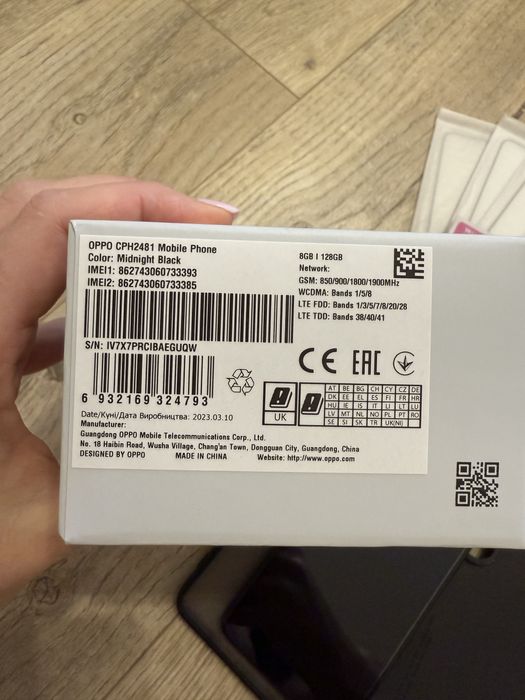 OPPO CPH2481 Mobile Phone
Color: Midnight Black
IMEI1: 862743060733393
IMEI2: 862743060733385
S/N: IV7X7PRCIBAEGUQW
6 932169 324793
8GB | 128GB
Network:
GSM: 850/900/1800/1900MHz
WCDMA: Bands 1/5/8
LTE FDD: Bands 1/3/5/7/8/20/28
LTE TDD: Bands 38/40/41
CE EAC
UK
AT BE BG CH CY CZ DE
DK EE EL ES FI FR HR
HU IE IS IT LI LT LU
LV MT NL NO PL PT RO
SE SI SK TR UK(NI)
Date/Күні/Дата Виробництва: 2023.03.10
Manufacturer:
Guangdong OPPO Mobile Telecommunications Corp., Ltd.
No. 18 Haibin Road, Wusha Village, Chang'an Town, Dongguan City, Guangdong, China
DESIGNED BY OPPO MADE IN CHINA Website: http://www.oppo.com